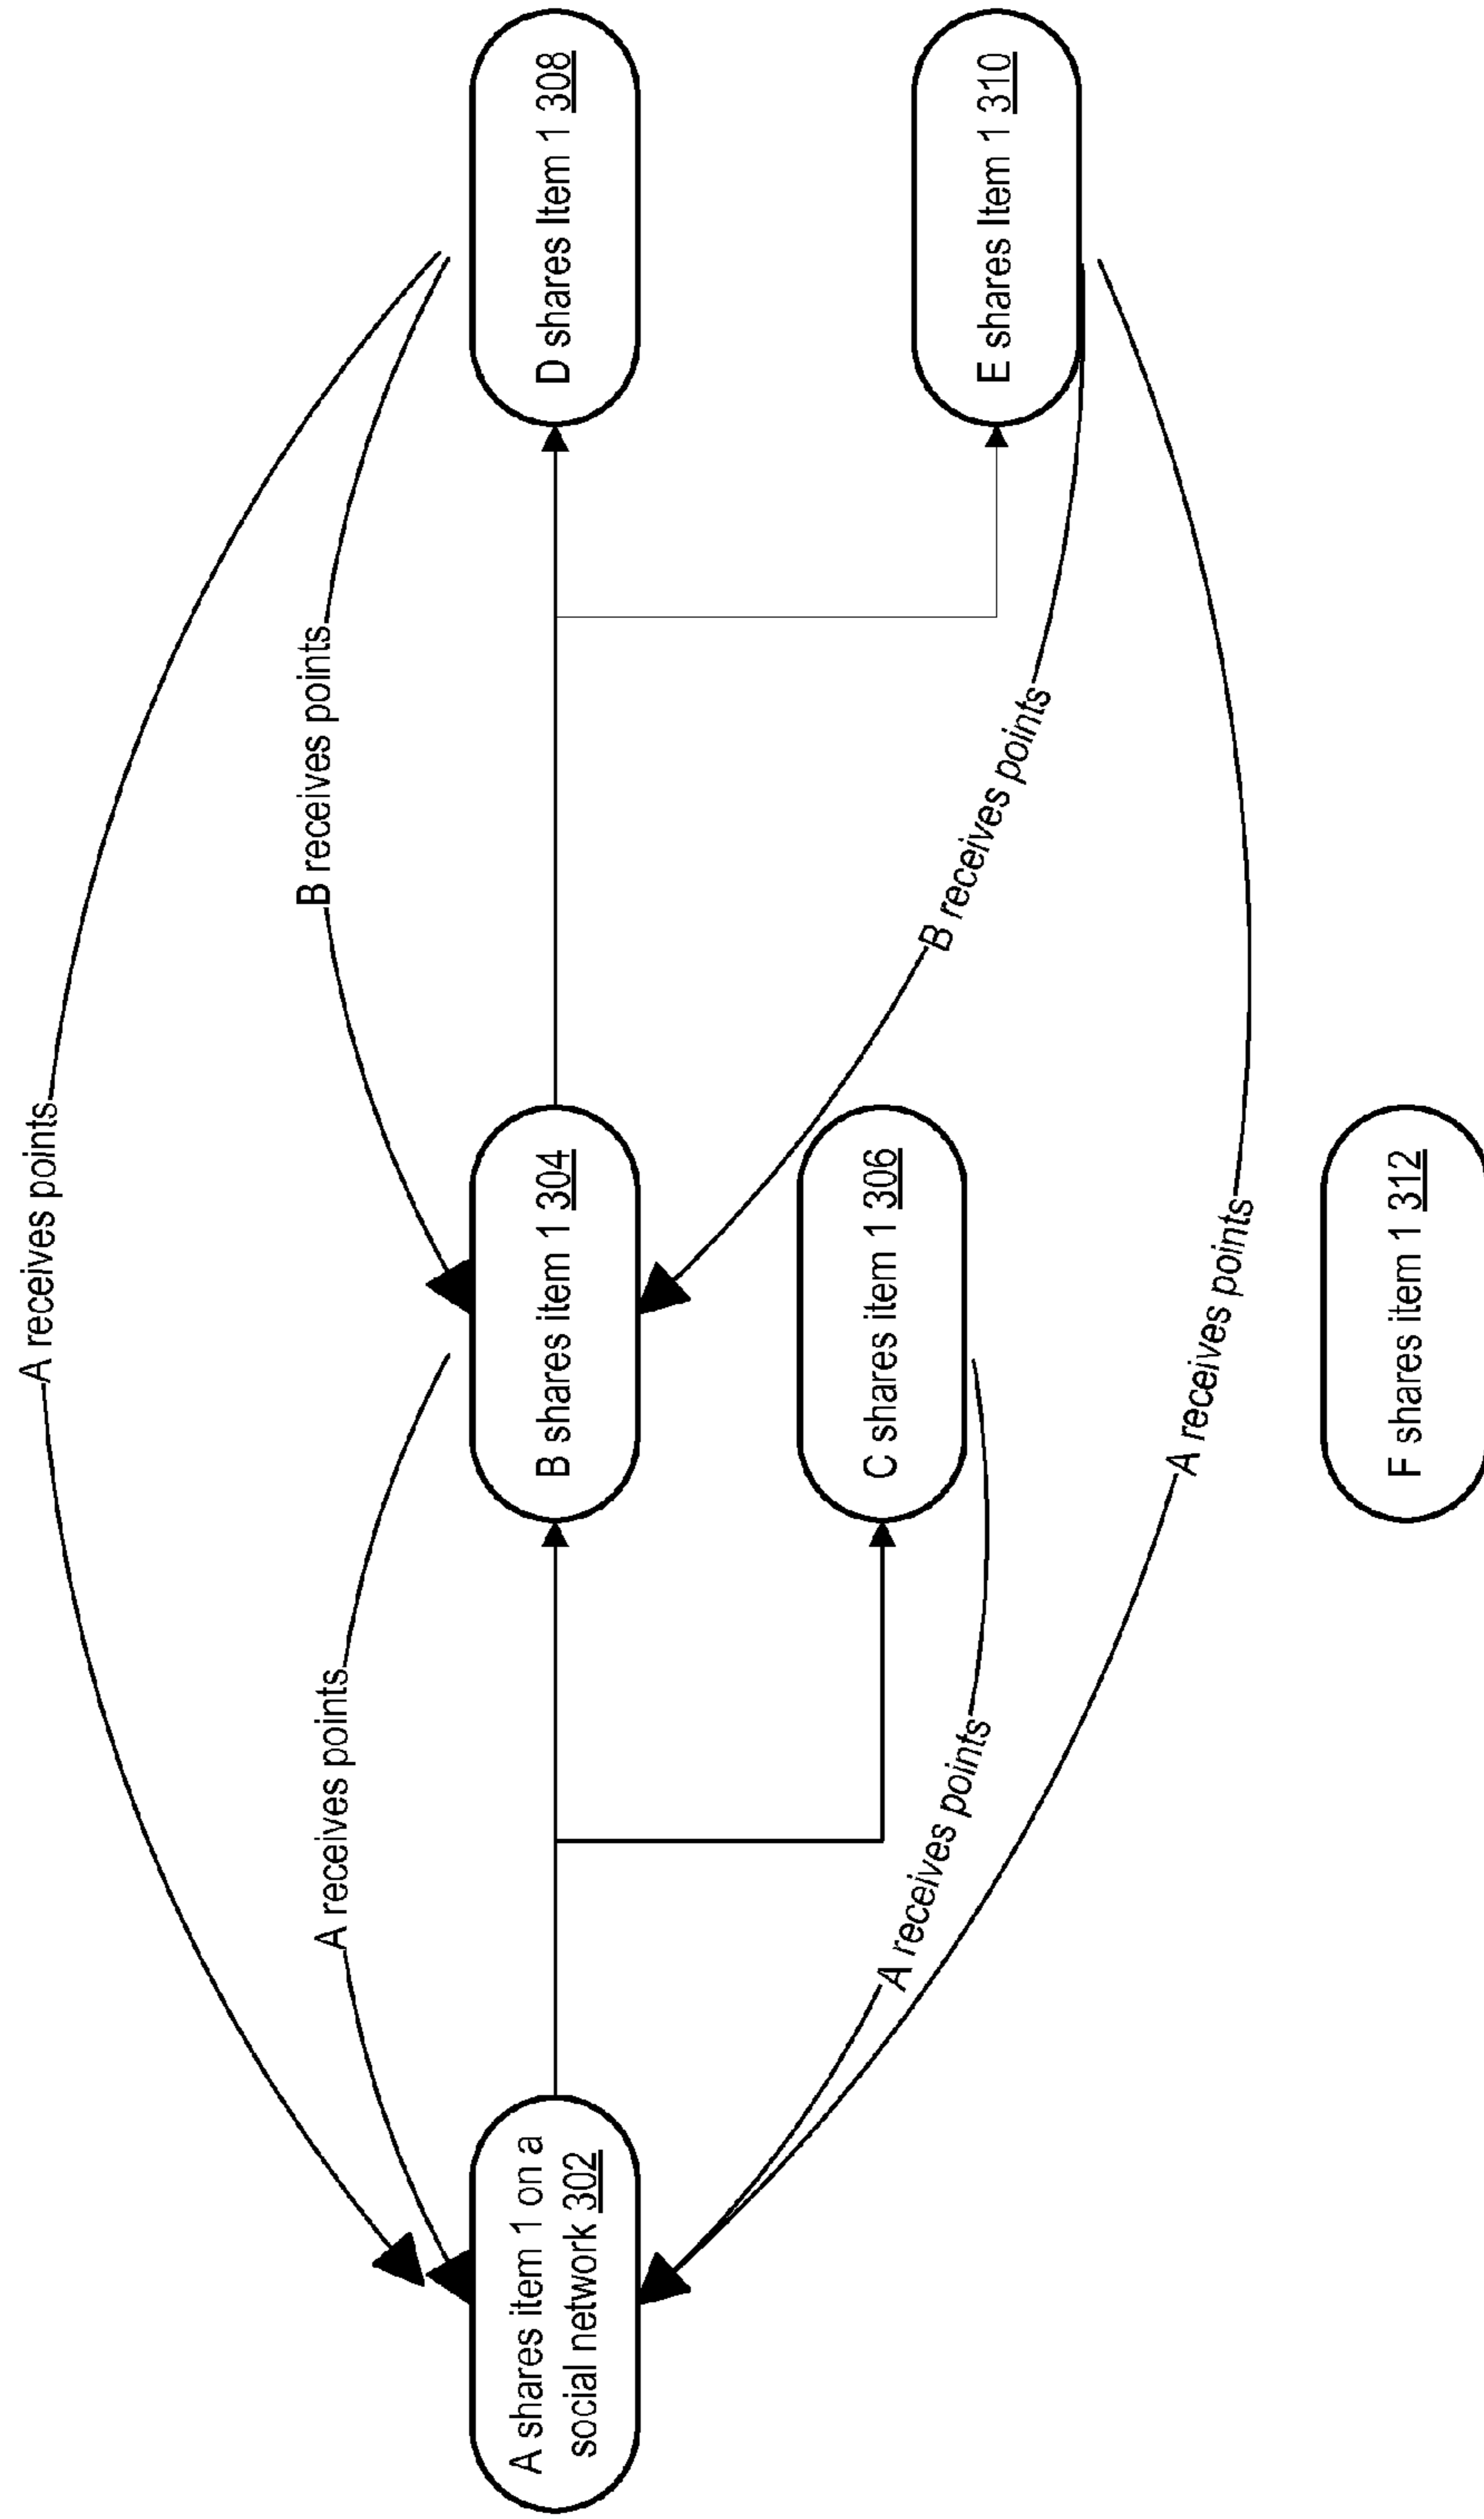 A receives points
B receives points
A receives points
A shares item 1 on a
social network 302
B shares item 1 304
D shares Item 1 308
C shares item 1 306
B receives points
E shares Item 1 310
A receives points
A receives points
F shares item 1 312